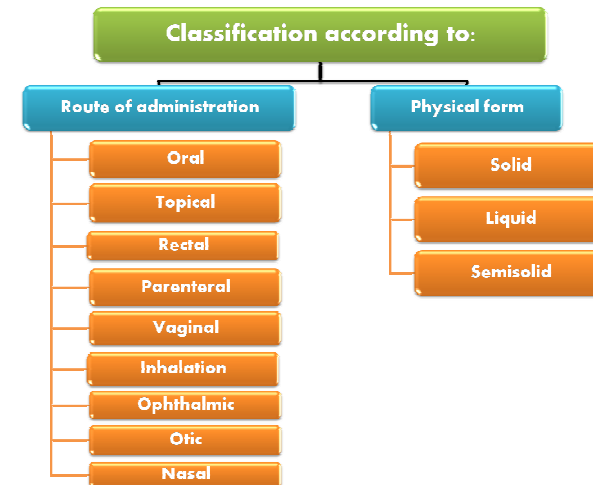 Classification according to:
Route of administration
Oral
Topical
Rectal
Parenteral
Vaginal
Inhalation
Ophthalmic
Otic
Nasal
Physical form
Solid
Liquid
Semisolid